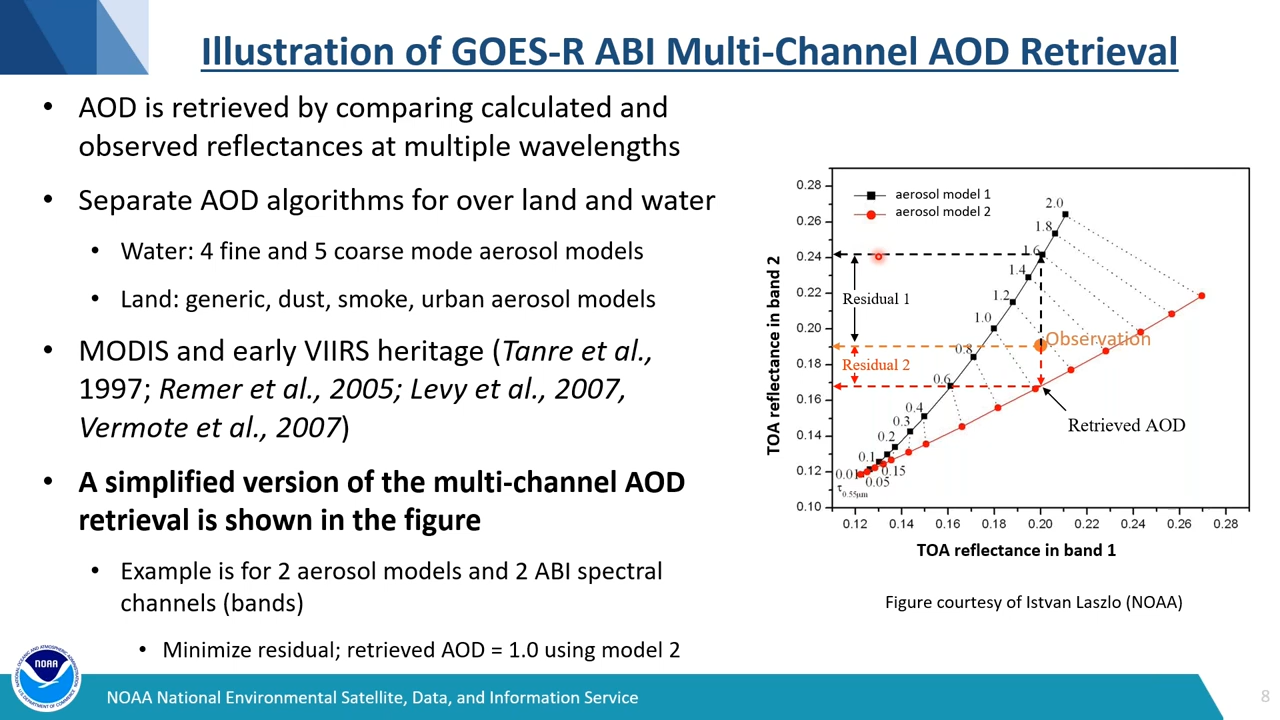 Illustration of GOES-R ABI Multi-Channel AOD Retrieval
• AOD is retrieved by comparing calculated and
observed reflectances at multiple wavelengths
• Separate AOD algorithms for over land and water
• Water: 4 fine and 5 coarse mode aerosol models
• Land: generic, dust, smoke, urban aerosol models
• MODIS and early VIIRS heritage (Tanre et al.,
1997; Remer et al., 2005; Levy et al., 2007,
Vermote et al., 2007)
• A simplified version of the multi-channel AOD
retrieval is shown in the figure
• Example is for 2 aerosol models and 2 ABI spectral
channels (bands)
• Minimize residual; retrieved AOD = 1.0 using model 2
TOA reflectance in band 2
0.28
0.26
0.24
0.22
0.20
0.18
0.16
0.14
0.12
0.10
aerosol model 1
aerosol model 2
2.0
1.8
1.6
1.4
1.2
1.0
0.8
0.6
0.4
0.3
0.2
0.1
0.15
0.01
0.05
τ0.55μm
Residual 1
Observation
Residual 2
Retrieved AOD
0.12 0.14 0.16 0.18 0.20 0.22 0.24 0.26 0.28
TOA reflectance in band 1
Figure courtesy of Istvan Laszlo (NOAA)
NOAA
NOAA National Environmental Satellite, Data, and Information Service
8